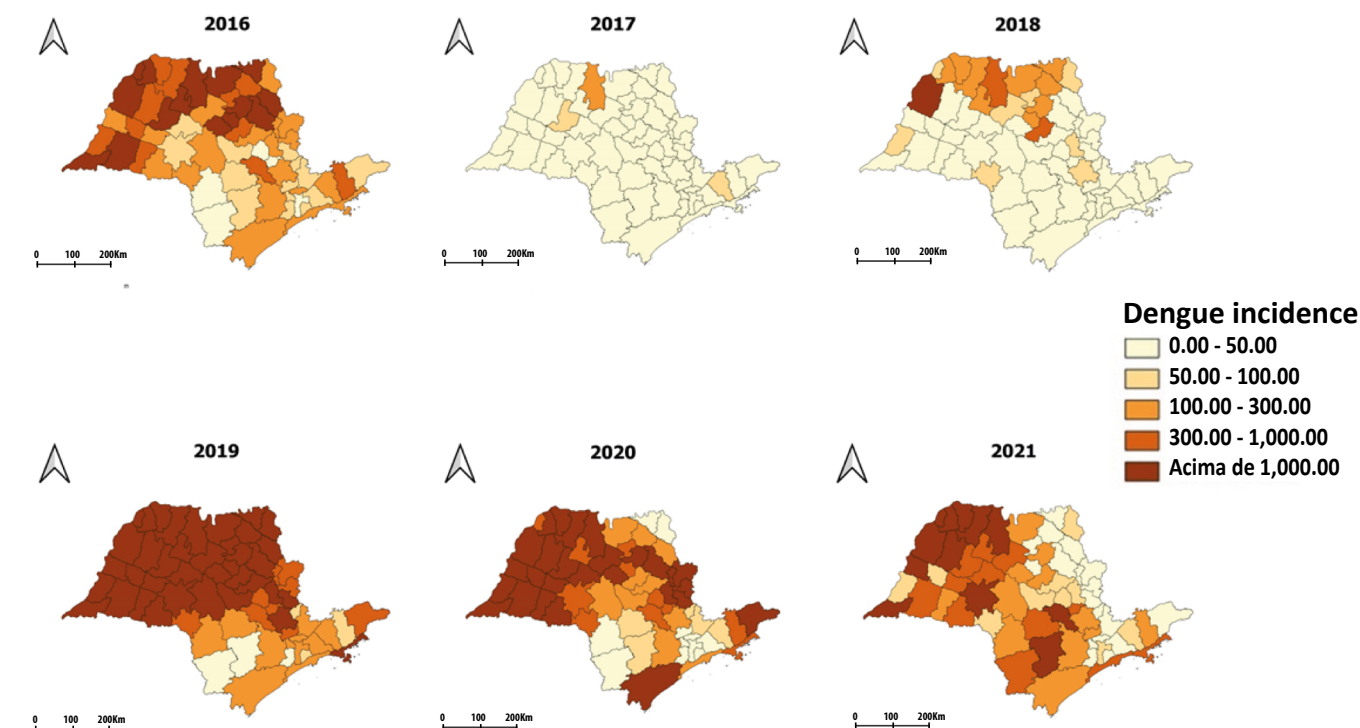 2016
2017
2018
0 100 200Km
0 100 200Km
0 100 200Km
Dengue incidence
0.00 - 50.00
50.00 - 100.00
100.00 - 300.00
300.00 - 1,000.00
Acima de 1,000.00
2019
2020
2021
0 100 200Km
0 100 200Km
0 100 200Km